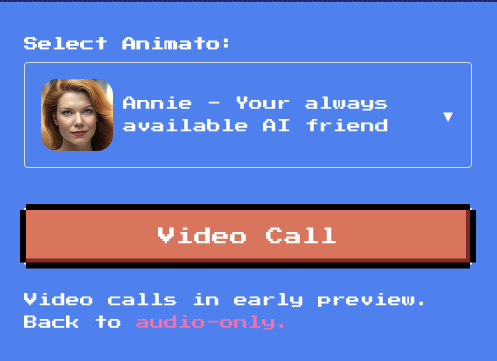 Select Animato:
Annie - Your always
available AI friend
Video Call
Video calls in early preview.
Back to audio-only.